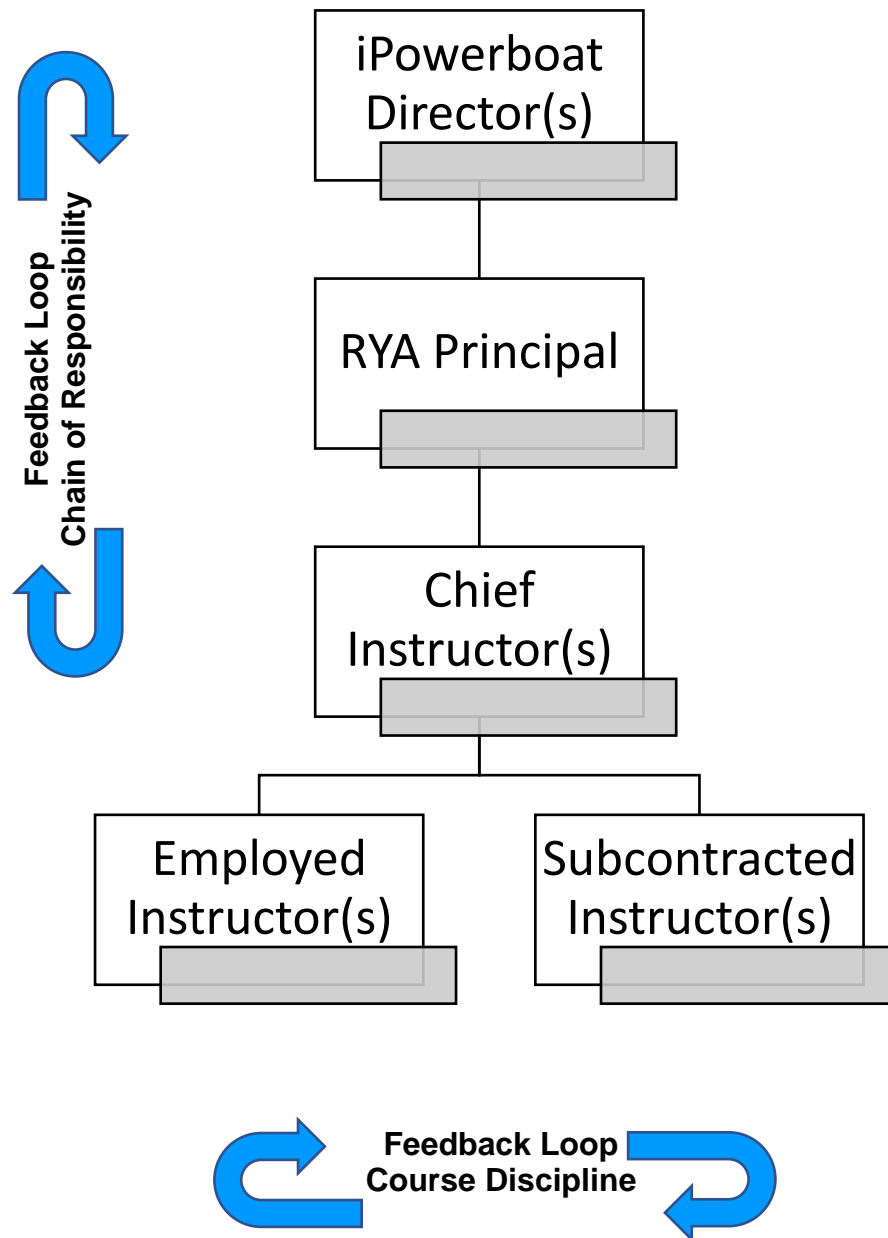 iPowerboat
Director(s)
Feedback Loop
Chain of Responsibility
RYA Principal
Chief
Instructor(s)
Employed
Instructor(s)
Subcontracted
Instructor(s)
Feedback Loop
Course Discipline